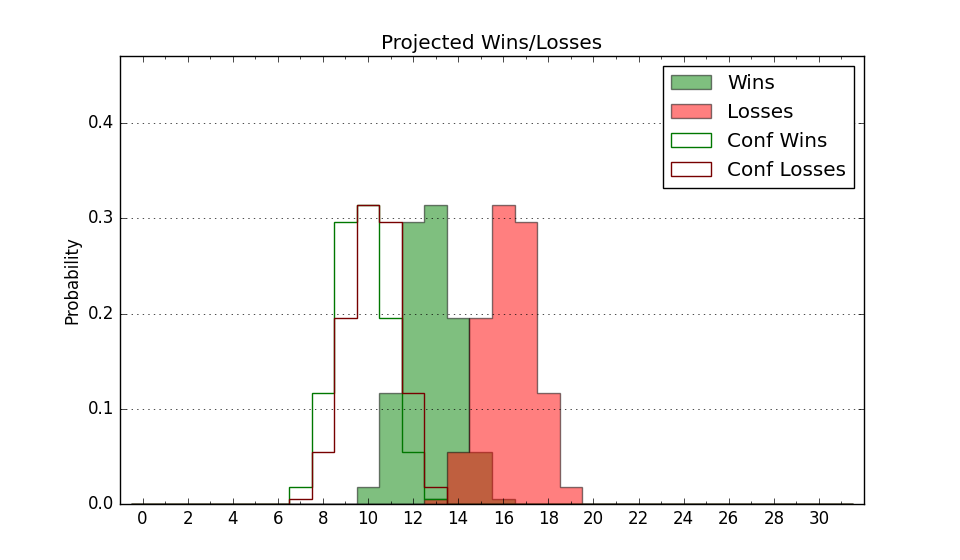 Projected Wins/Losses
Wins
Losses
Conf Wins
Conf Losses
Probability
0.4
0.3
0.2
0.1
0.0
0 2 4 6 8 10 12 14 16 18 20 22 24 26 28 30